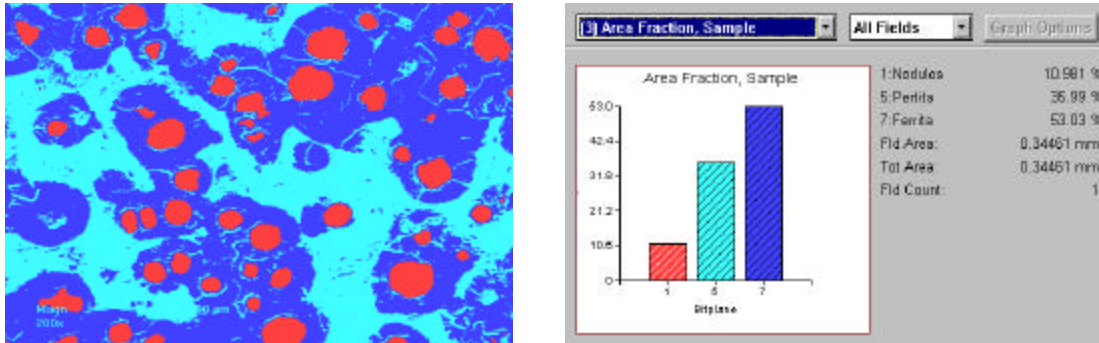 Magn
200x
[3] Area Fraction, Sample
All Fields
Graph Options
Area Fraction, Sample
53.0
42.4
31.8
21.2
10.6
0
1
5
7
Bitplane
1:Nodulos 10.981 %
5:Perlita 35.99 %
7:Ferrita 53.03 %
Fld Area: 0.34461 mm
Tot Area: 0.34461 mm
Fld Count: 1